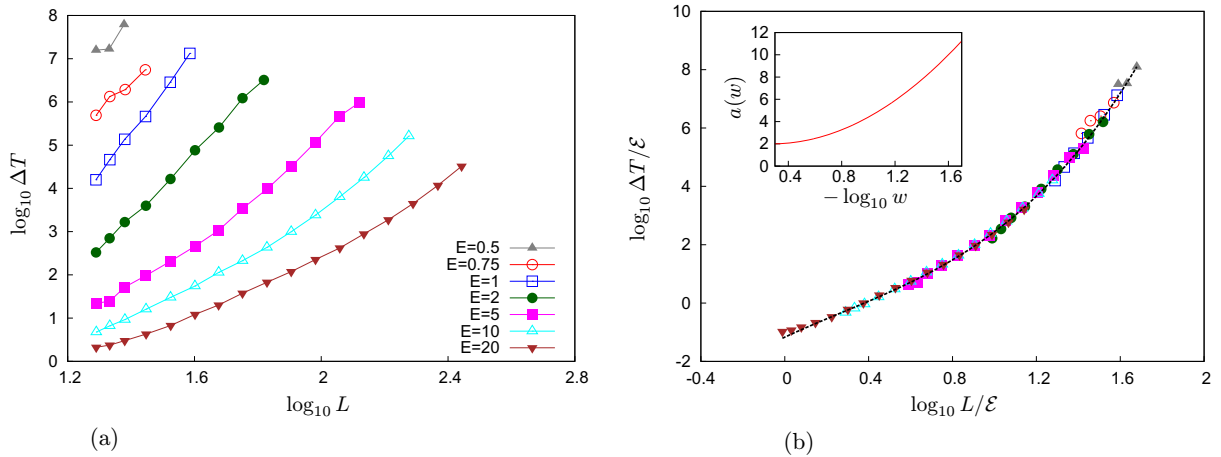 8
7
6
5
4
3
2
1
0
log₁₀ ΔT
1.2 1.6 2 2.4 2.8
log₁₀ L
E=0.5
E=0.75
E=1
E=2
E=5
E=10
E=20
(a)
10
8
6
4
2
0
-2
log₁₀ ΔT/ℰ
-0.4 0 0.4 0.8 1.2 1.6 2
log₁₀ L/ℰ
12
10
8
6
4
2
0
a(w)
0.3 0.8 1.2 1.6
− log₁₀ w
(b)